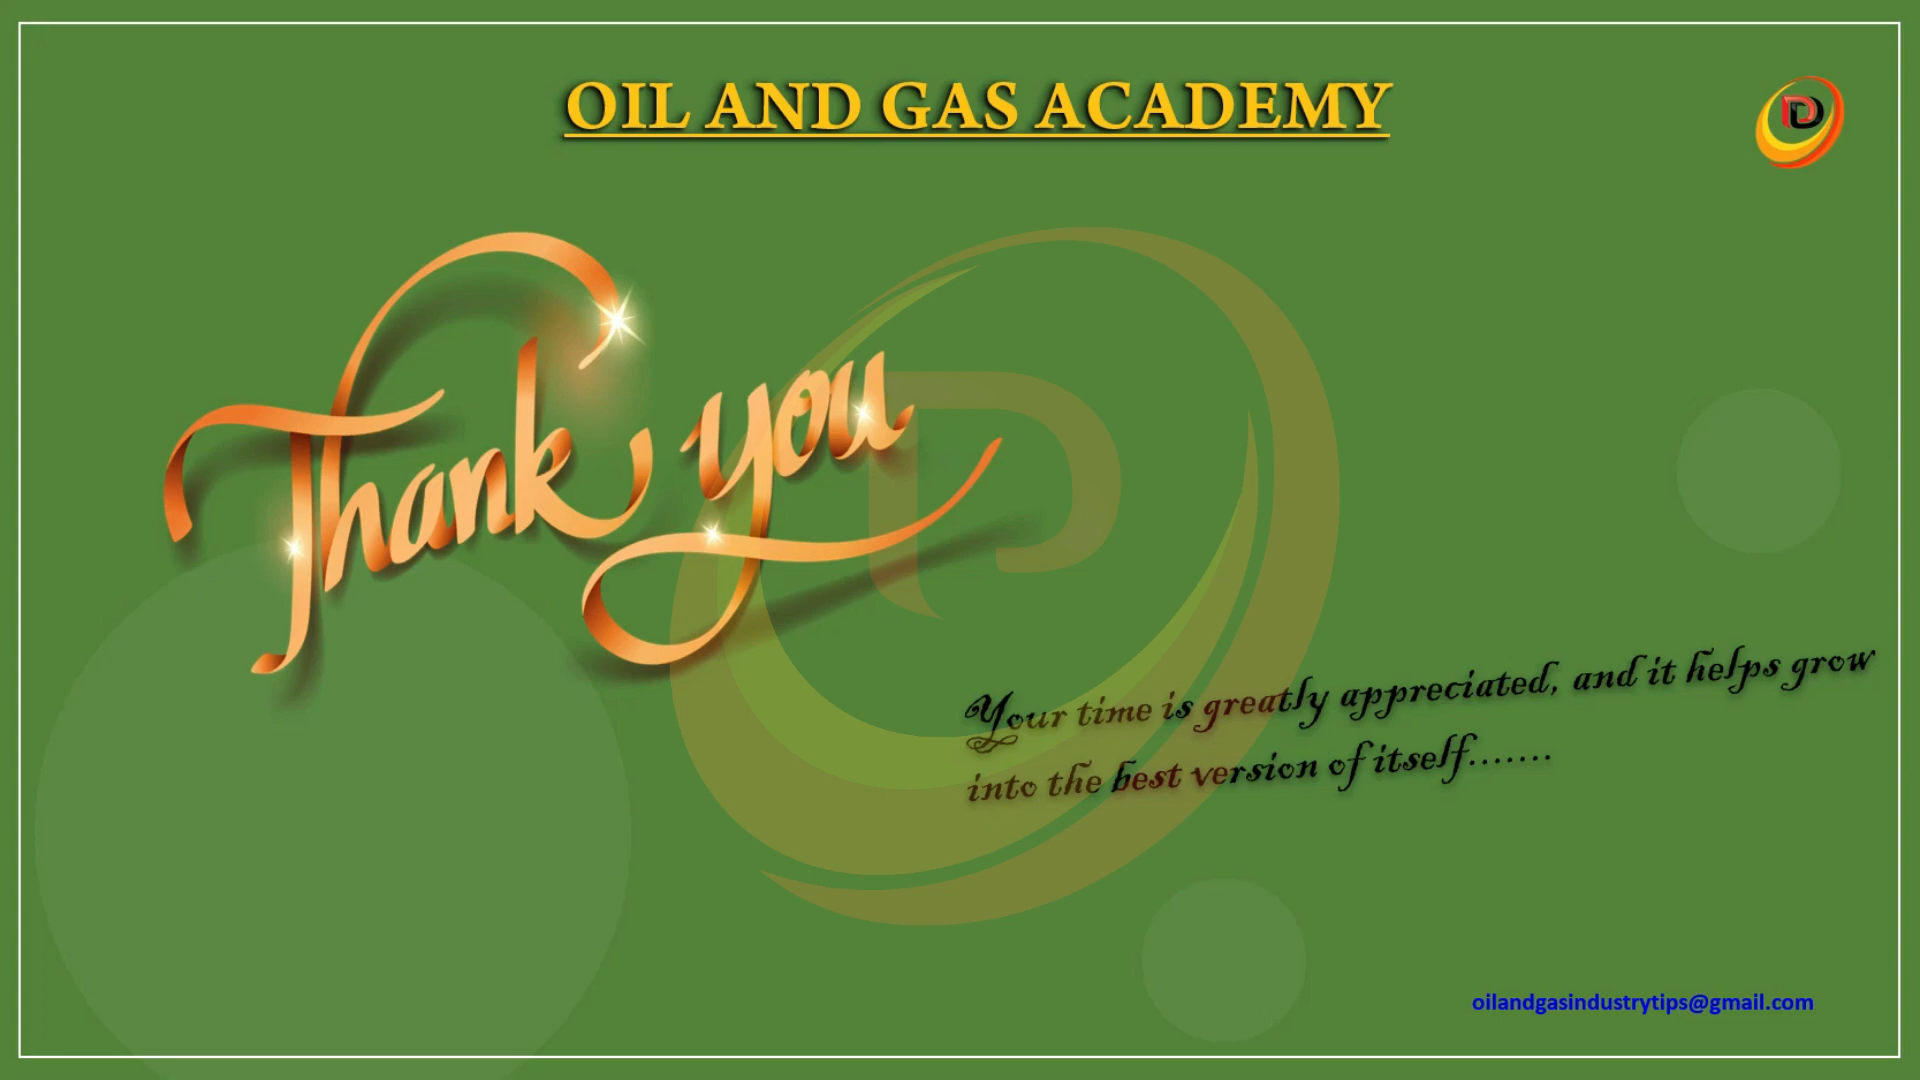 OIL AND GAS ACADEMY
Thank you
Your time is greatly appreciated, and it helps grow
into the best version of itself.......
oilandgasindustrytips@gmail.com